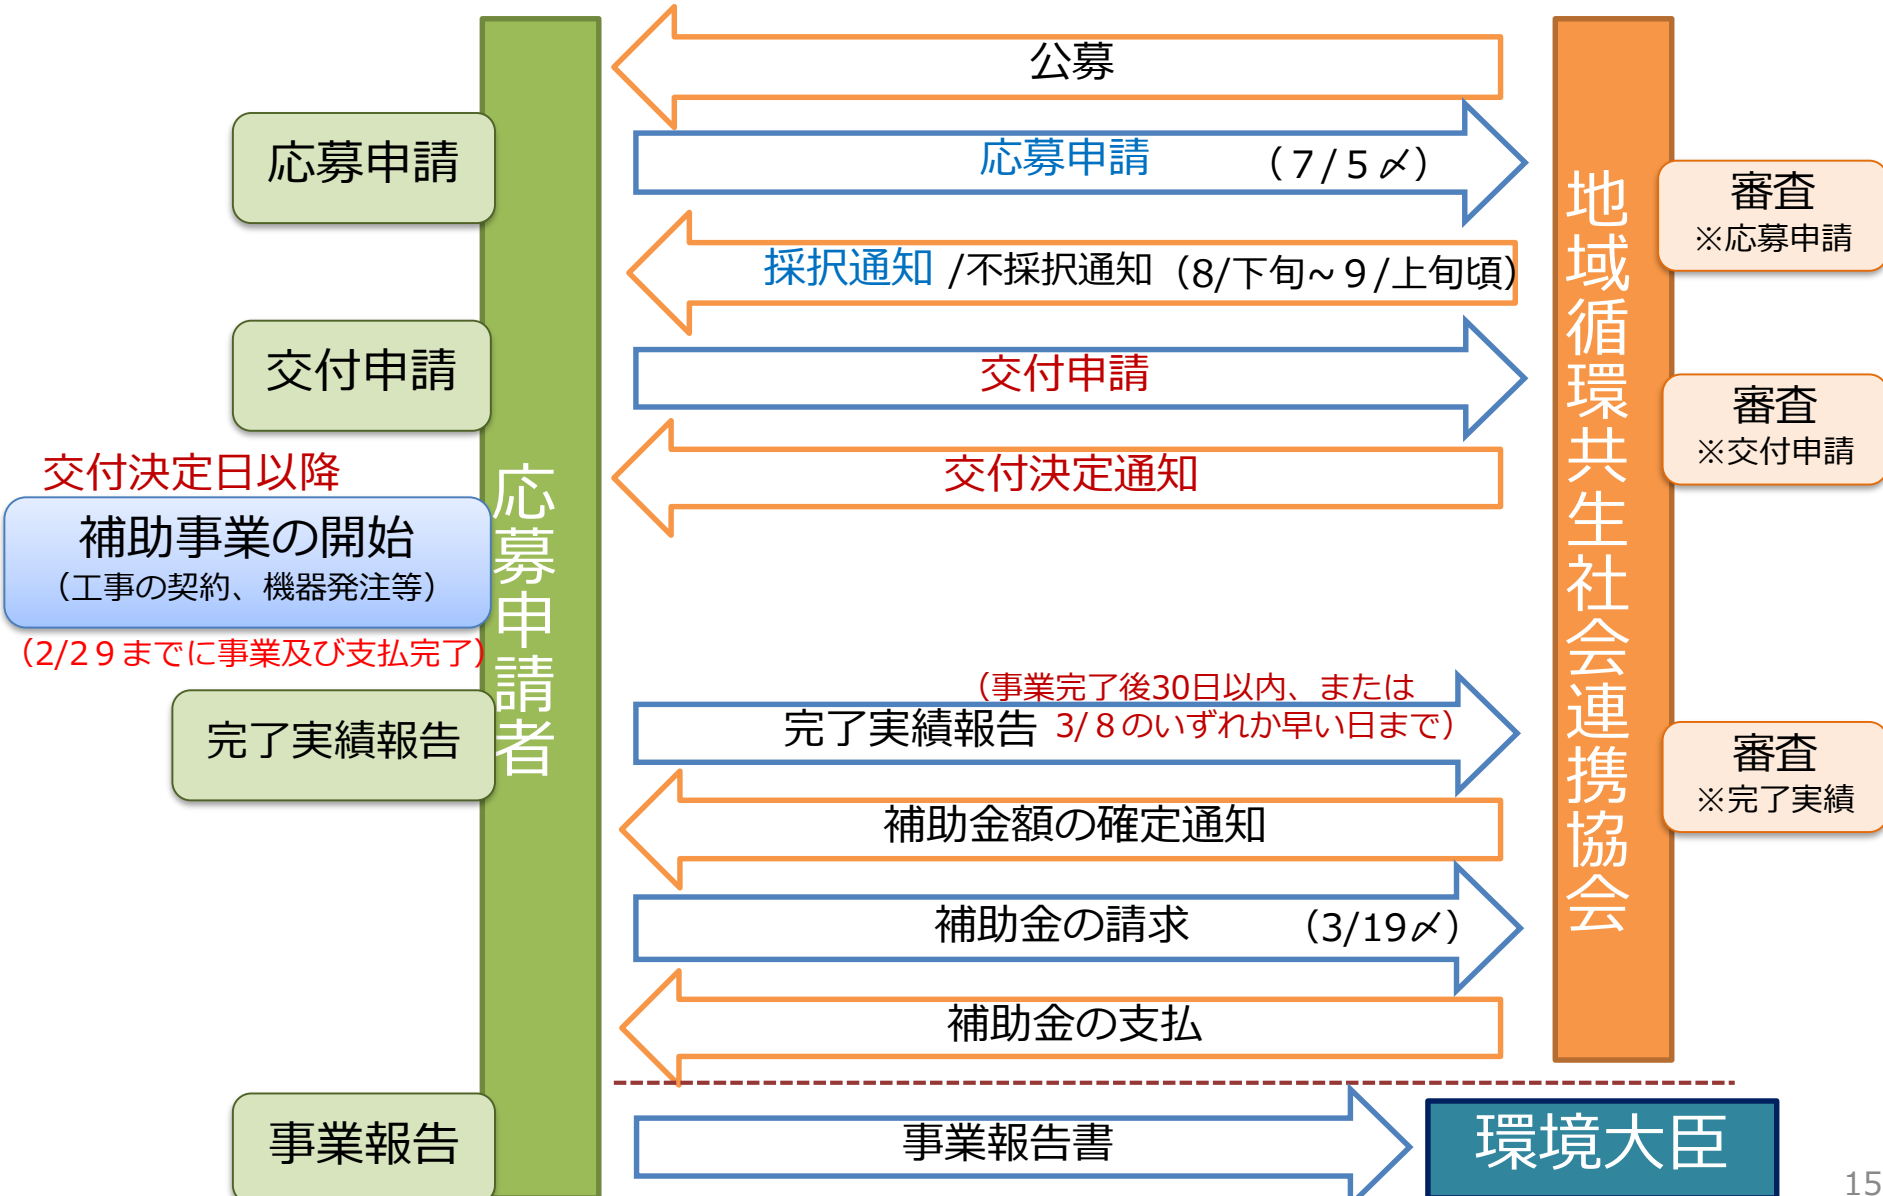 公募
応募申請
応募申請 （７/５〆）
審査
※応募申請
採択通知 /不採択通知（8/下旬~９/上旬頃）
交付申請
交付申請
審査
※交付申請
交付決定通知
交付決定日以降
補助事業の開始
（工事の契約、機器発注等）
（2/2９までに事業及び支払完了）
応募申請者
地域循環共生社会連携協会
（事業完了後30日以内、または
完了実績報告 3/８のいずれか早い日まで）
完了実績報告
審査
※完了実績
補助金額の確定通知
補助金の請求 （3/19〆）
補助金の支払
事業報告
事業報告書
環境大臣
15